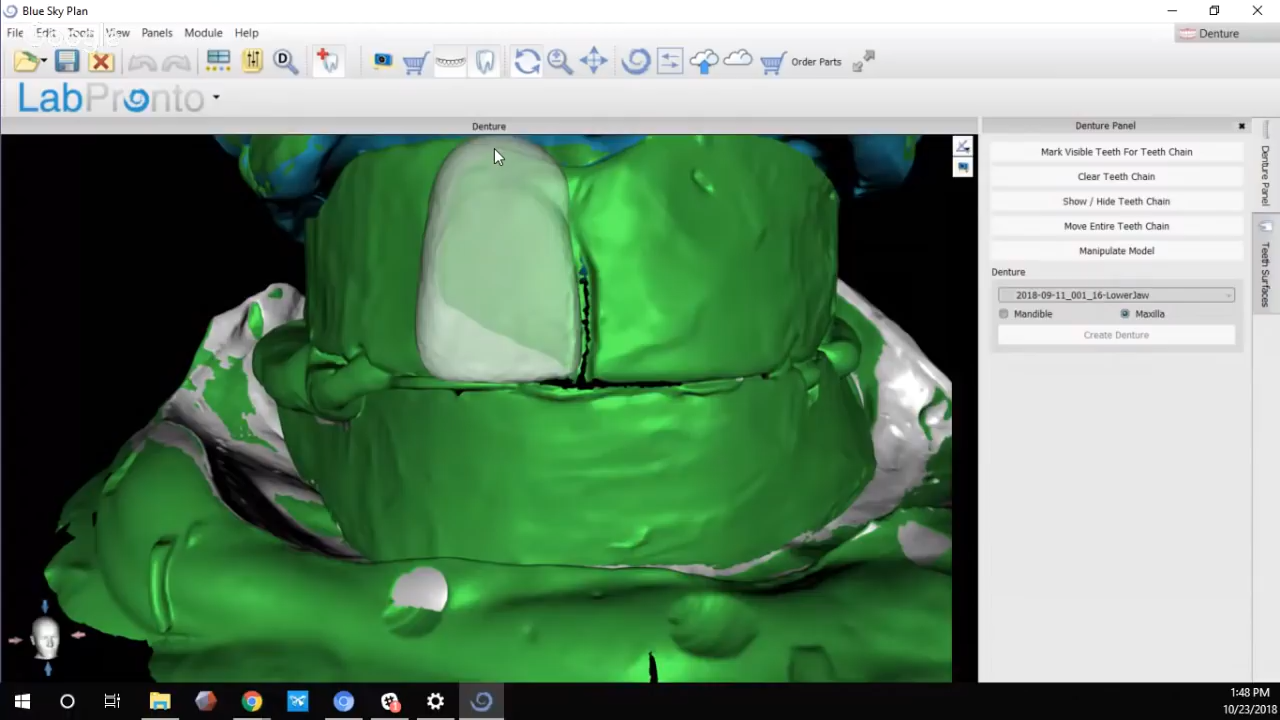 Blue Sky Plan
File Edit Tools View Panels Module Help
Google
Denture
D
Order Parts
LabPronto
Denture
Denture Panel
Mark Visible Teeth For Teeth Chain
Clear Teeth Chain
Show / Hide Teeth Chain
Move Entire Teeth Chain
Manipulate Model
Denture
2018-09-11_001_16-LowerJaw
Mandible
Maxilla
Create Denture
Denture Panel
Teeth Surfaces
1
1:48 PM
10/23/2018